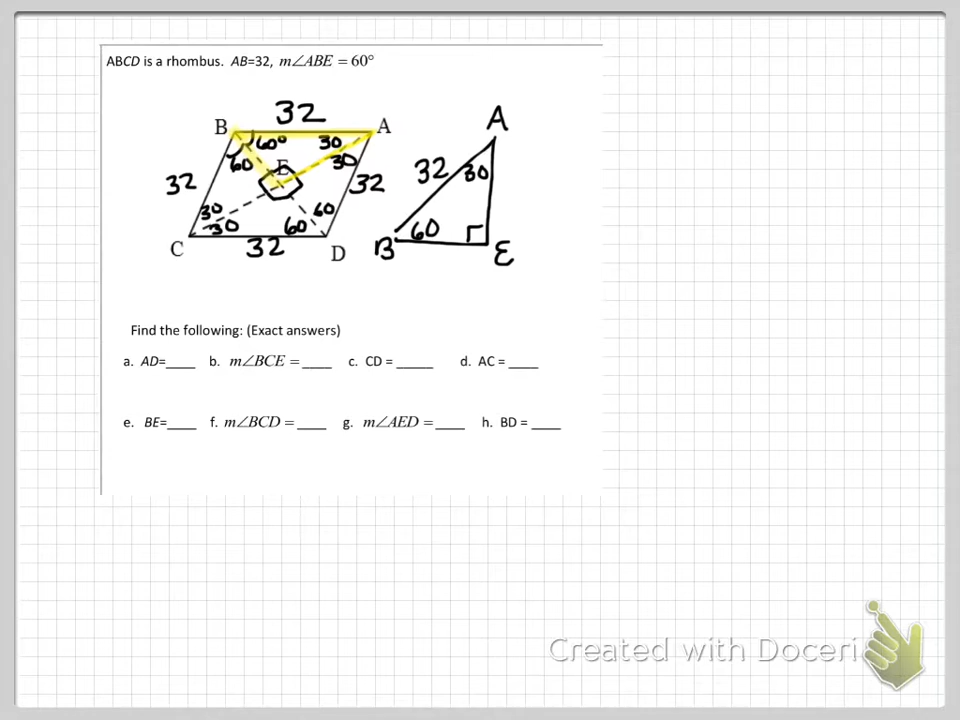 ABCD is a rhombus. AB=32, m∠ABE = 60°
32
B
A
60°
30
60
E
30
32
32
30
60
30
60
C
32
D
A
32
30
60
B
E
Find the following: (Exact answers)
a. AD=____ b. m∠BCE = ____ c. CD = _____ d. AC = ____
e. BE=____ f. m∠BCD = ____ g. m∠AED = ____ h. BD = ____
Created with Doceri